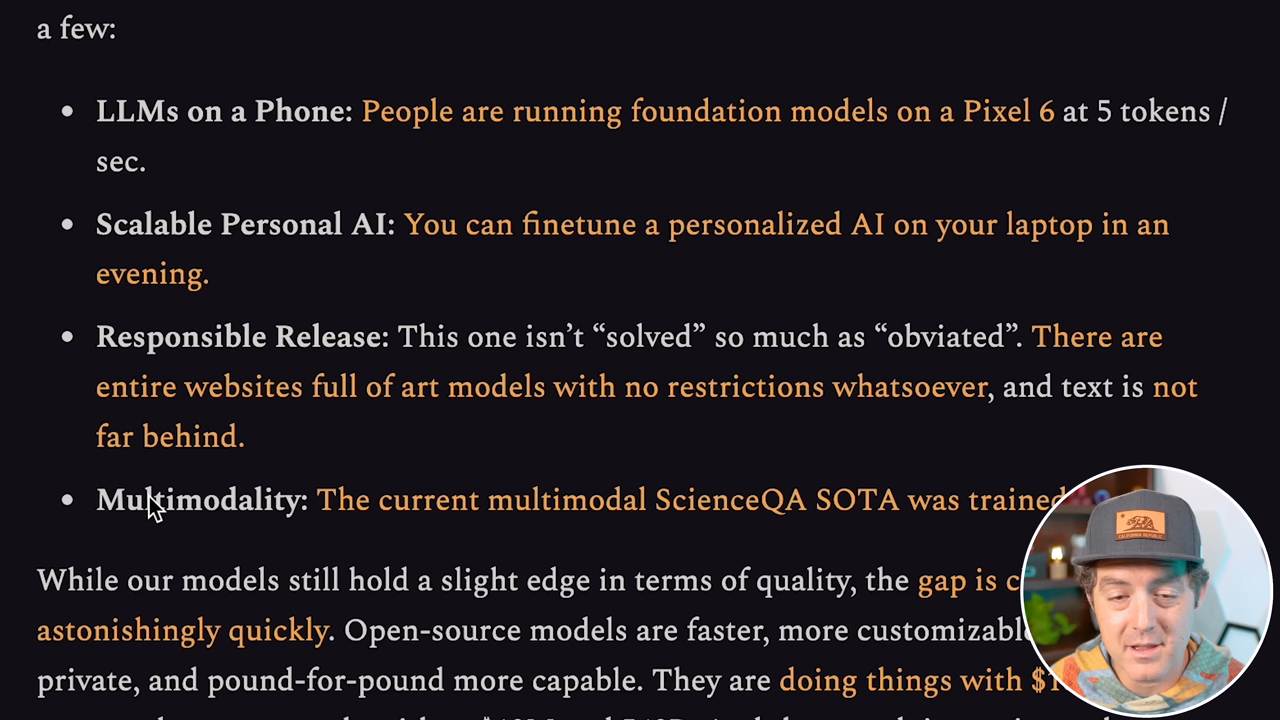 a few:
• LLMs on a Phone: People are running foundation models on a Pixel 6 at 5 tokens /
sec.
• Scalable Personal AI: You can finetune a personalized AI on your laptop in an
evening.
• Responsible Release: This one isn’t “solved” so much as “obviated”. There are
entire websites full of art models with no restrictions whatsoever, and text is not
far behind.
• Multimodality: The current multimodal ScienceQA SOTA was trained
While our models still hold a slight edge in terms of quality, the gap is
astonishingly quickly. Open-source models are faster, more customizable
private, and pound-for-pound more capable. They are doing things with
CALIFORNIA REPUBLIC